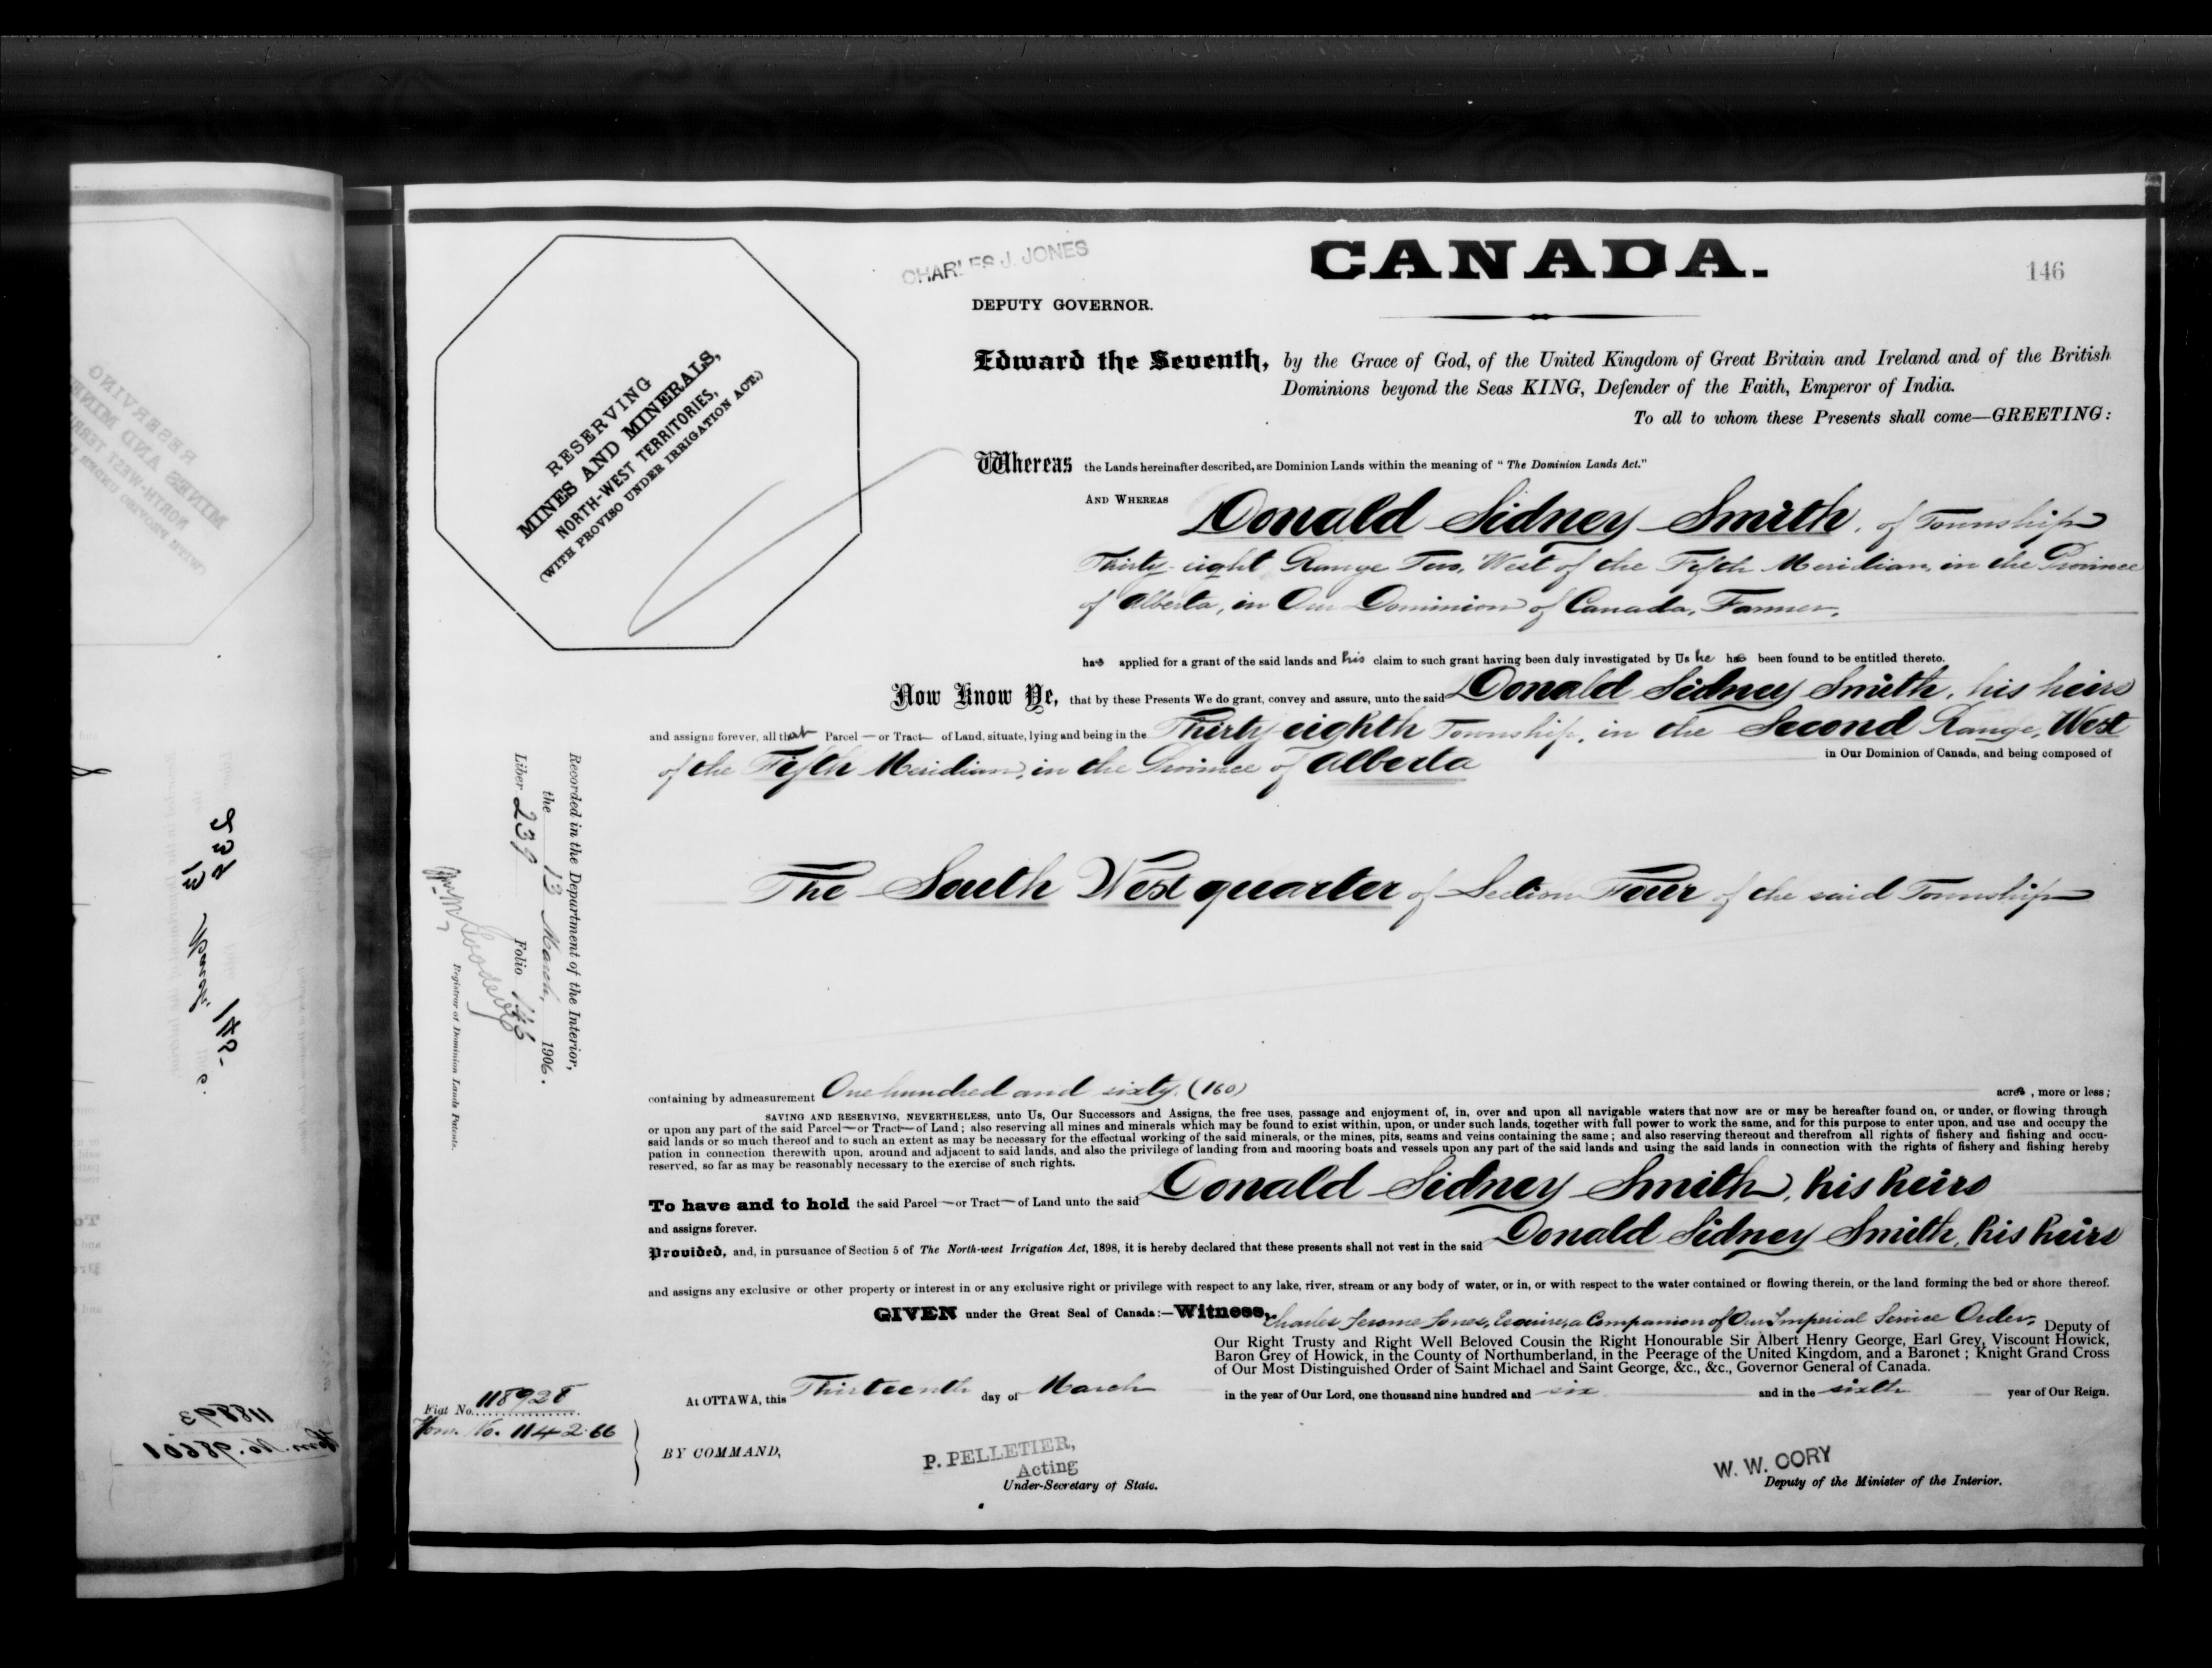 CHARLES J. JONES
DEPUTY GOVERNOR.
CANADA.
146
RESERVING
MINES AND MINERALS,
NORTH-WEST TERRITORIES,
(WITH PROVISO UNDER IRRIGATION ACT.)
Edward the Seventh, by the Grace of God, of the United Kingdom of Great Britain and Ireland and of the British
Dominions beyond the Seas KING, Defender of the Faith, Emperor of India.
To all to whom these Presents shall come—GREETING:
Whereas the Lands hereinafter described, are Dominion Lands within the meaning of "The Dominion Lands Act."
AND WHEREAS Donald Sidney Smith, of Township
Thirty-eight Range Two, West of the Fifth Meridian, in the Province
of Alberta, in Our Dominion of Canada, Farmer,
has applied for a grant of the said lands and his claim to such grant having been duly investigated by Us he has been found to be entitled thereto.
Now Know Ye, that by these Presents We do grant, convey and assure, unto the said Donald Sidney Smith, his heirs
and assigns forever, all that Parcel — or Tract — of Land, situate, lying and being in the Thirty-eighth Township, in the Second Range, West
of the Fifth Meridian, in the Province of Alberta in Our Dominion of Canada, and being composed of
The South West quarter of Section Four of the said Township
Recorded in the Department of the Interior,
the 13 March, 1906.
Liber 239 Folio 146
Registrar of Dominion Lands Patents.
containing by admeasurement One hundred and sixty. (160) acres, more or less;
SAVING AND RESERVING, NEVERTHELESS, unto Us, Our Successors and Assigns, the free uses, passage and enjoyment of, in, over and upon all navigable waters that now are or may be hereafter found on, or under, or flowing through
or upon any part of the said Parcel — or Tract — of Land; also reserving all mines and minerals which may be found to exist within, upon, or under such lands, together with full power to work the same, and for this purpose to enter upon, and use and occupy the
said lands or so much thereof and to such an extent as may be necessary for the effectual working of the said minerals, or the mines, pits, seams and veins containing the same; and also reserving thereout and therefrom all rights of fishery and fishing and occu-
pation in connection therewith upon, around and adjacent to said lands, and also the privilege of landing from and mooring boats and vessels upon any part of the said lands and using the said lands in connection with the rights of fishery and fishing hereby
reserved, so far as may be reasonably necessary to the exercise of such rights.
To have and to hold the said Parcel — or Tract — of Land unto the said Donald Sidney Smith, his heirs
and assigns forever.
Provided, and, in pursuance of Section 5 of The North-west Irrigation Act, 1898, it is hereby declared that these presents shall not vest in the said Donald Sidney Smith, his heirs
and assigns any exclusive or other property or interest in or any exclusive right or privilege with respect to any lake, river, stream or any body of water, or in, or with respect to the water contained or flowing therein, or the land forming the bed or shore thereof.
GIVEN under the Great Seal of Canada:—Witness, Charles Jerome Jones, Esquire, a Companion of Our Imperial Service Order, Deputy of
Our Right Trusty and Right Well Beloved Cousin the Right Honourable Sir Albert Henry George, Earl Grey, Viscount Howick,
Baron Grey of Howick, in the County of Northumberland, in the Peerage of the United Kingdom, and a Baronet; Knight Grand Cross
of Our Most Distinguished Order of Saint Michael and Saint George, &c., &c., Governor General of Canada.
At OTTAWA, this Thirteenth day of March in the year of Our Lord, one thousand nine hundred and six and in the sixth year of Our Reign.
Fiat No. 118928
Hom. No. 114266
BY COMMAND,
P. PELLETIER,
Acting
Under-Secretary of State.
W. W. CORY
Deputy of the Minister of the Interior.